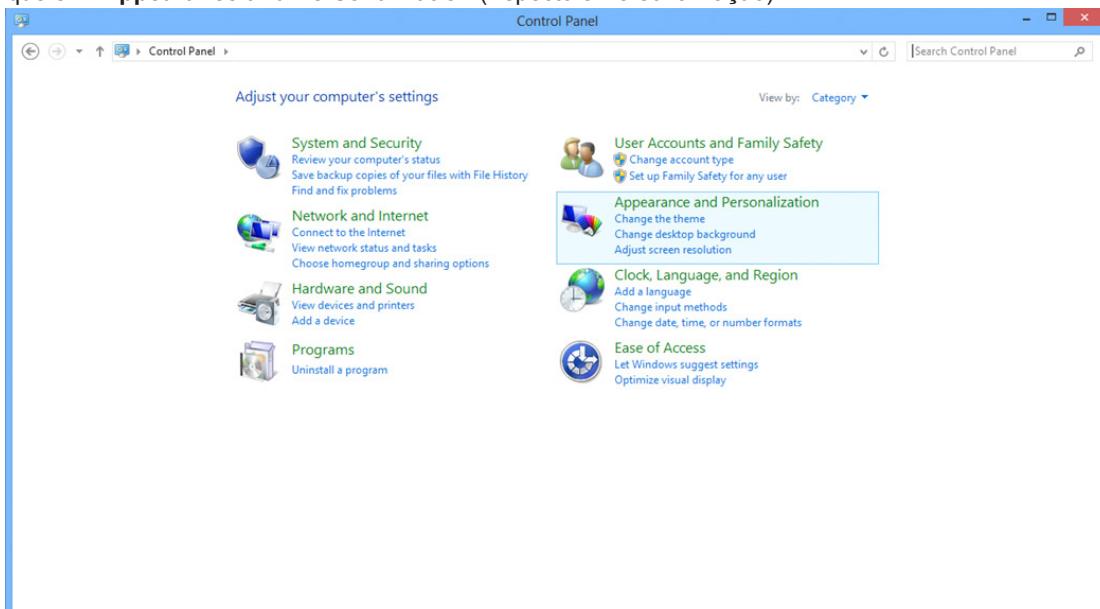 Control Panel
Control Panel
Search Control Panel
Adjust your computer's settings
View by: Category
System and Security
Review your computer's status
Save backup copies of your files with File History
Find and fix problems
Network and Internet
Connect to the Internet
View network status and tasks
Choose homegroup and sharing options
Hardware and Sound
View devices and printers
Add a device
Programs
Uninstall a program
User Accounts and Family Safety
Change account type
Set up Family Safety for any user
Appearance and Personalization
Change the theme
Change desktop background
Adjust screen resolution
Clock, Language, and Region
Add a language
Change input methods
Change date, time, or number formats
Ease of Access
Let Windows suggest settings
Optimize visual display